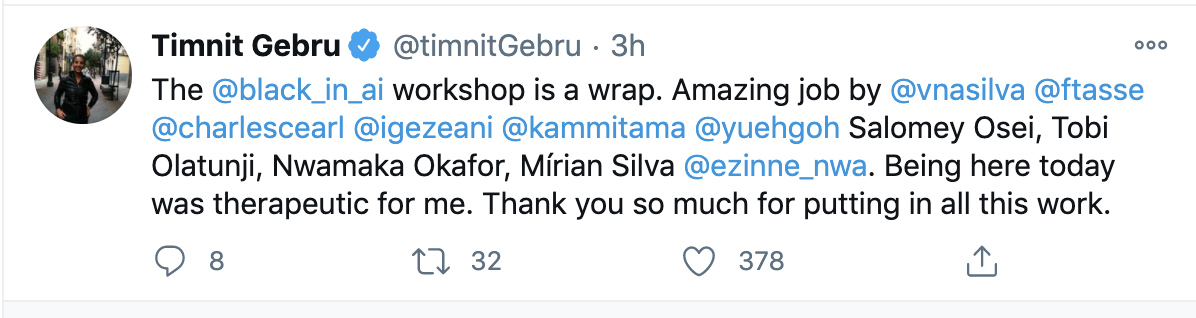 Timnit Gebru @timnitGebru · 3h
The @black_in_ai workshop is a wrap. Amazing job by @vnasilva @ftasse
@charlescearl @igezeani @kammitama @yuehgoh Salomey Osei, Tobi
Olatunji, Nwamaka Okafor, Mírian Silva @ezinne_nwa. Being here today
was therapeutic for me. Thank you so much for putting in all this work.
8 32 378